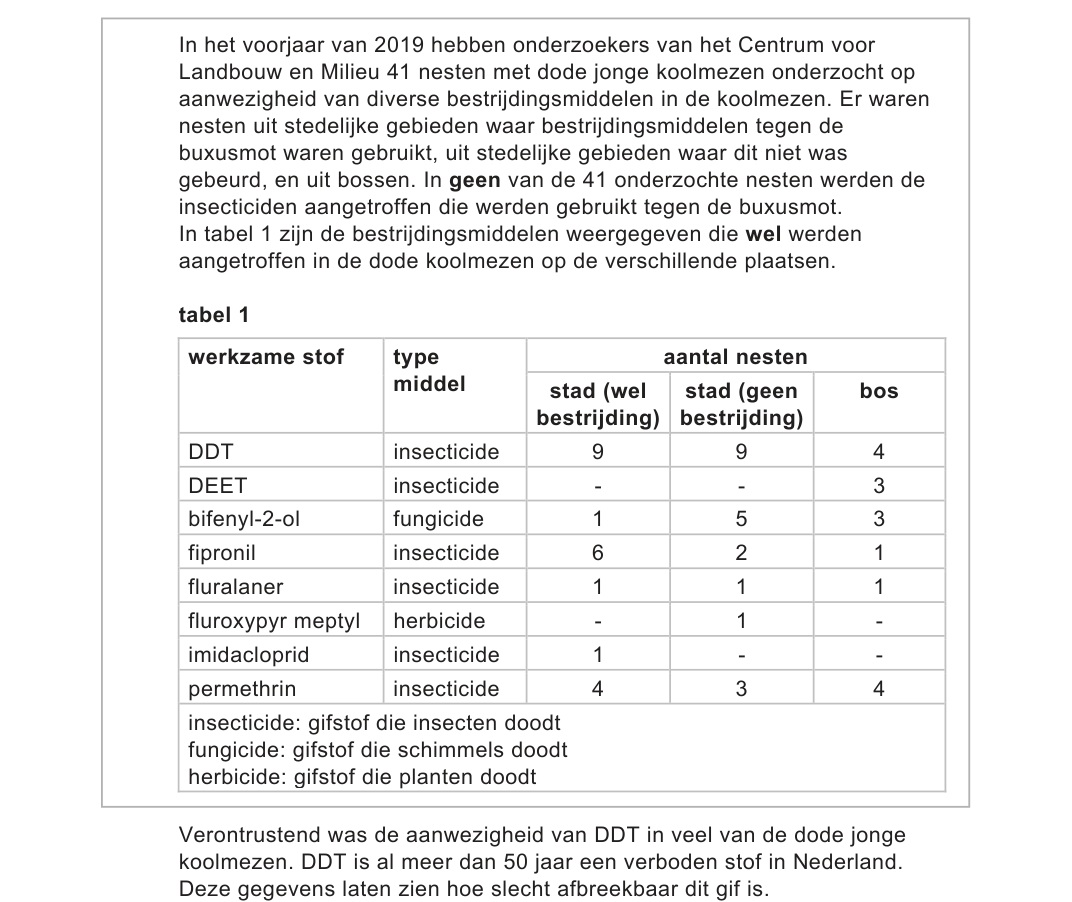 In het voorjaar van 2019 hebben onderzoekers van het Centrum voor
Landbouw en Milieu 41 nesten met dode jonge koolmezen onderzocht op
aanwezigheid van diverse bestrijdingsmiddelen in de koolmezen. Er waren
nesten uit stedelijke gebieden waar bestrijdingsmiddelen tegen de
buxusmot waren gebruikt, uit stedelijke gebieden waar dit niet was
gebeurd, en uit bossen. In geen van de 41 onderzochte nesten werden de
insecticiden aangetroffen die werden gebruikt tegen de buxusmot.
In tabel 1 zijn de bestrijdingsmiddelen weergegeven die wel werden
aangetroffen in de dode koolmezen op de verschillende plaatsen.
tabel 1
werkzame stof type middel aantal nesten
stad (wel bestrijding) stad (geen bestrijding) bos
DDT insecticide 9 9 4
DEET insecticide - - 3
bifenyl-2-ol fungicide 1 5 3
fipronil insecticide 6 2 1
fluralaner insecticide 1 1 1
fluroxypyr meptyl herbicide - 1 -
imidacloprid insecticide 1 - -
permethrin insecticide 4 3 4
insecticide: gifstof die insecten doodt
fungicide: gifstof die schimmels doodt
herbicide: gifstof die planten doodt
Verontrustend was de aanwezigheid van DDT in veel van de dode jonge
koolmezen. DDT is al meer dan 50 jaar een verboden stof in Nederland.
Deze gegevens laten zien hoe slecht afbreekbaar dit gif is.